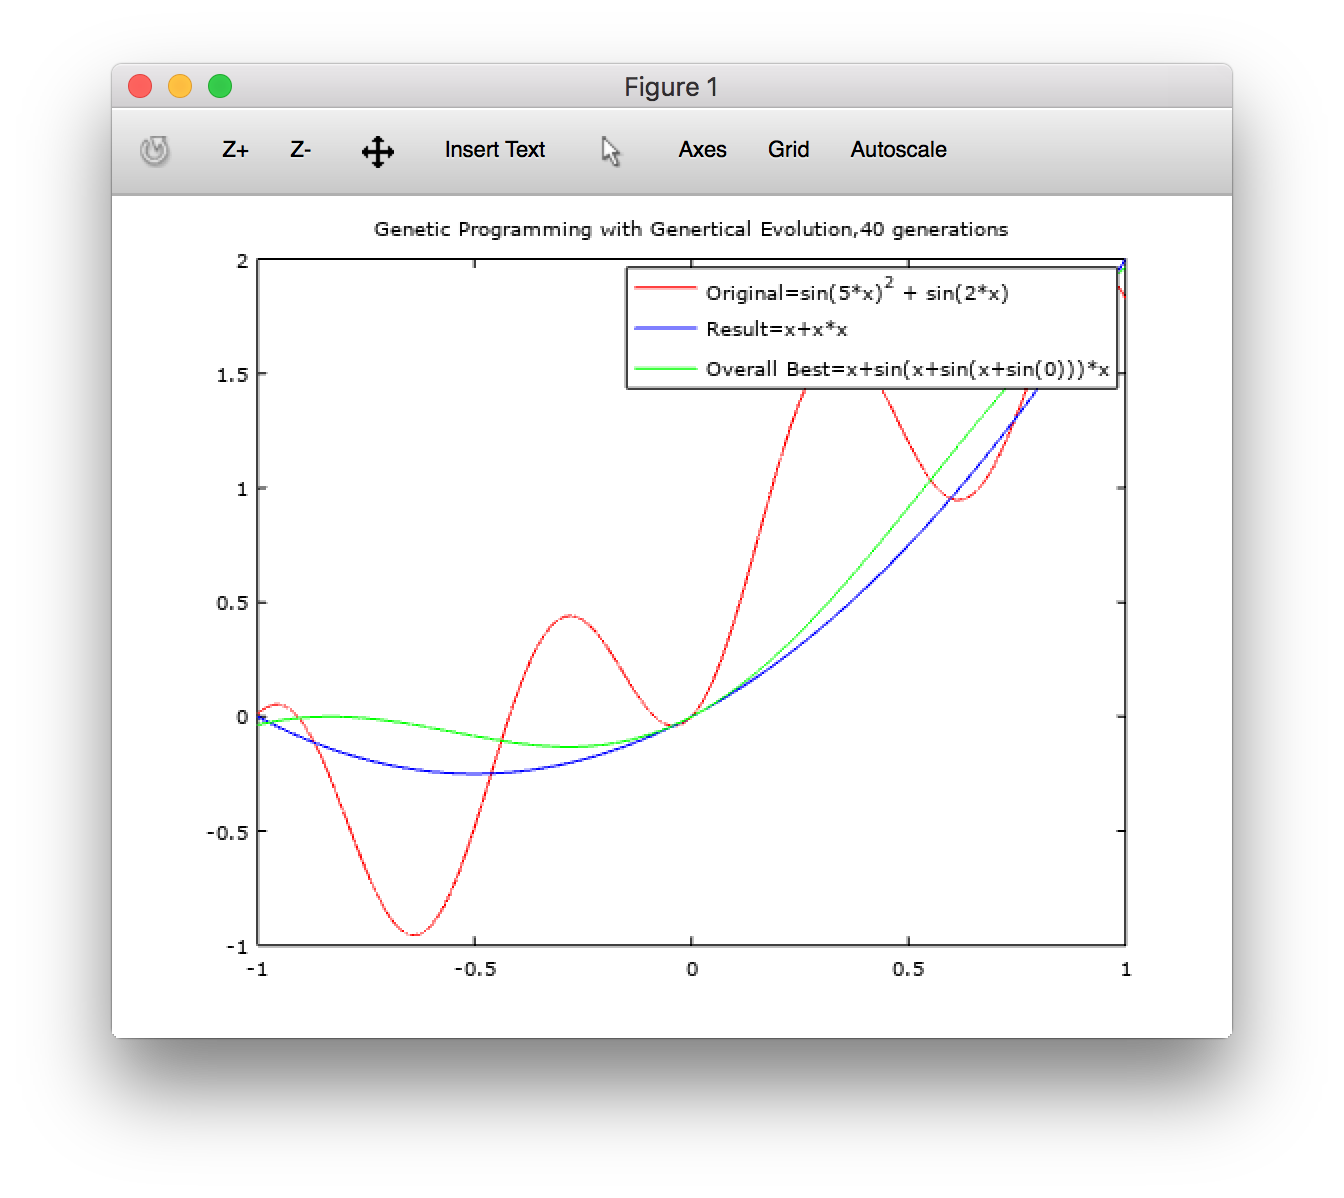 Figure 1
Z+ Z- Insert Text Axes Grid Autoscale
Genetic Programming with Genertical Evolution,40 generations
Original=sin(5*x)² + sin(2*x)
Result=x+x*x
Overall Best=x+sin(x+sin(x+sin(0)))*x
2
1.5
1
0.5
0
-0.5
-1
-1 -0.5 0 0.5 1